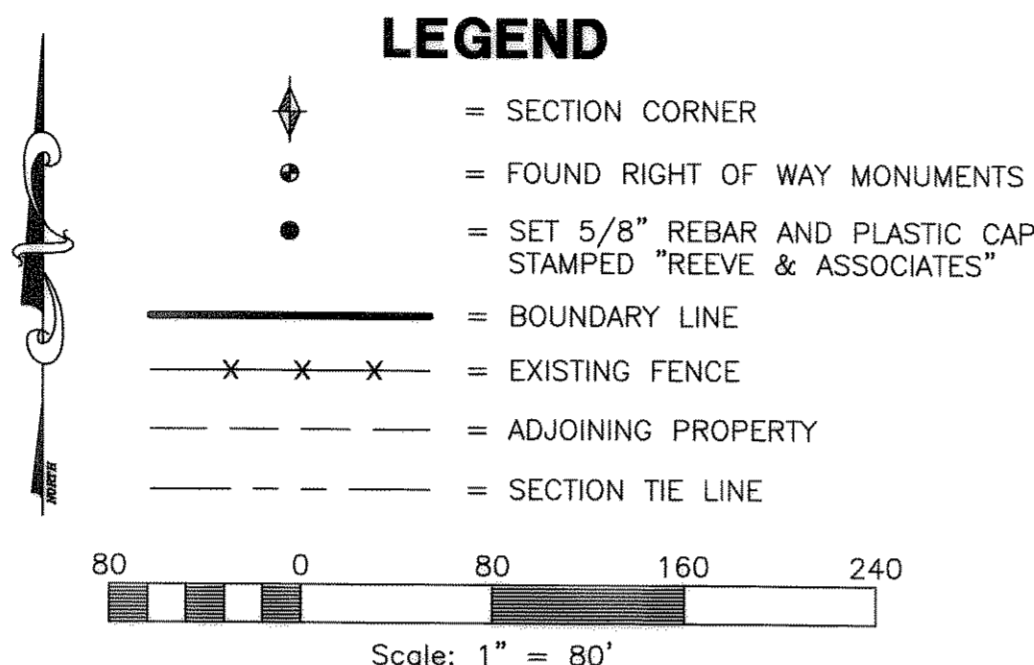 LEGEND
= SECTION CORNER
= FOUND RIGHT OF WAY MONUMENTS
= SET 5/8" REBAR AND PLASTIC CAP
STAMPED "REEVE & ASSOCIATES"
= BOUNDARY LINE
X X X = EXISTING FENCE
= ADJOINING PROPERTY
= SECTION TIE LINE
NORTH
80 0 80 160 240
Scale: 1" = 80'